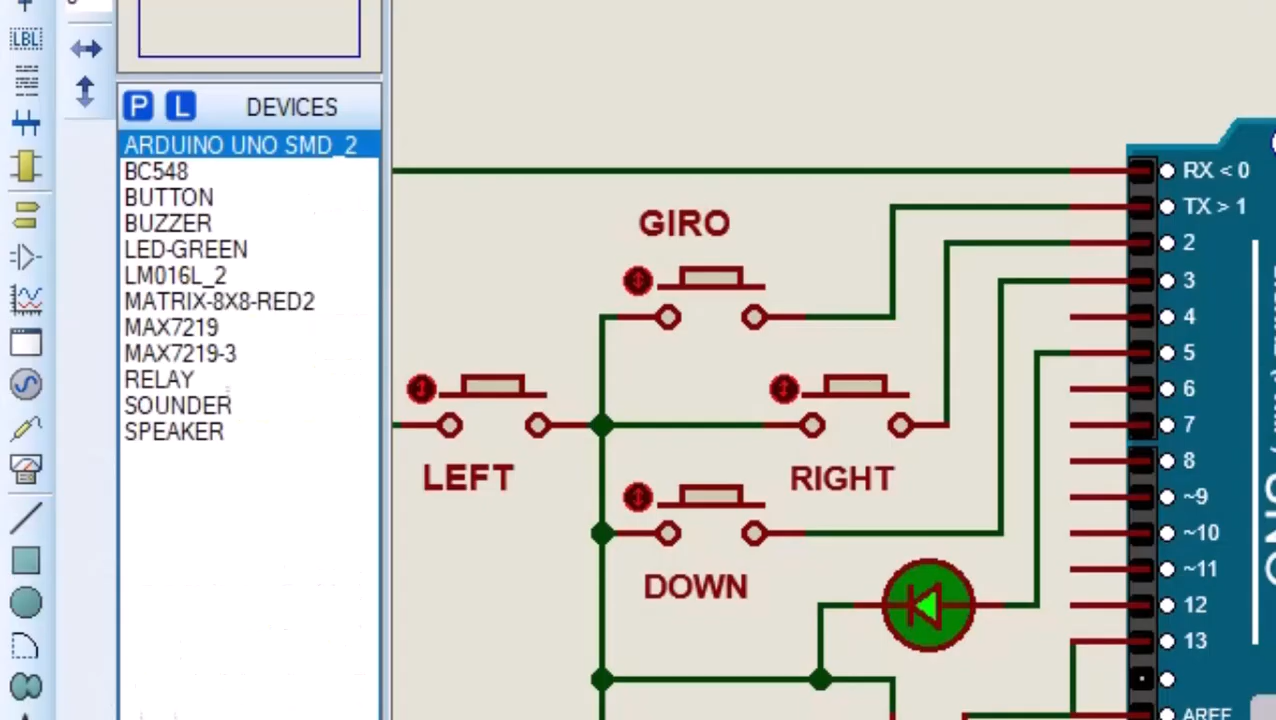 LBL
P L DEVICES
ARDUINO UNO SMD_2
BC548
BUTTON
BUZZER
LED-GREEN
LM016L_2
MATRIX-8X8-RED2
MAX7219
MAX7219-3
RELAY
SOUNDER
SPEAKER
GIRO
LEFT
RIGHT
DOWN
RX < 0
TX > 1
2
3
4
5
6
7
8
~9
~10
~11
12
13
AREF